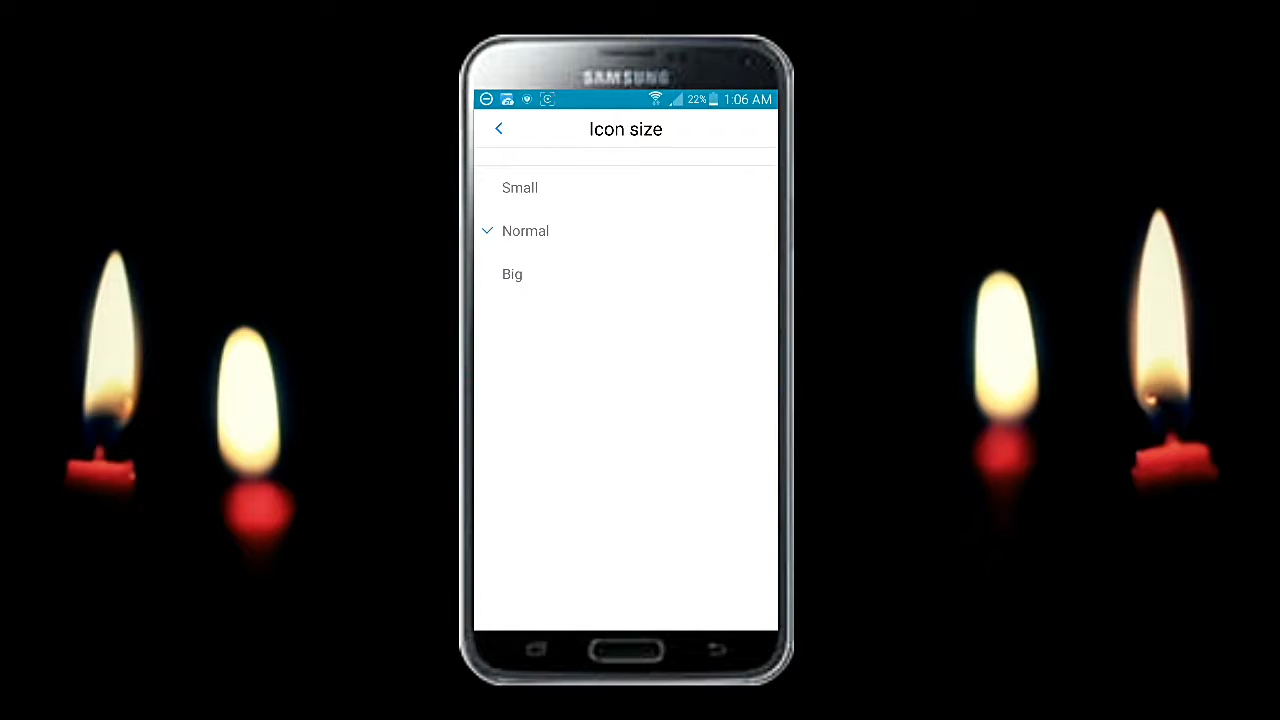 SAMSUNG
22% 1:06 AM
Icon size
Small
Normal
Big